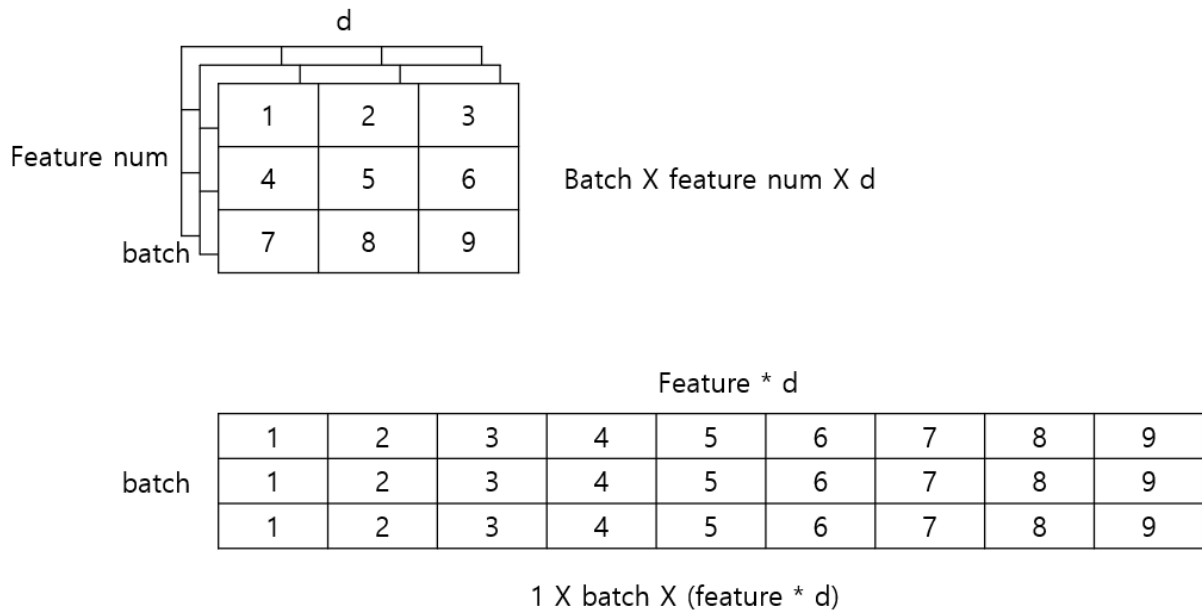 d
1 2 3
Feature num
4 5 6
Batch X feature num X d
batch
7 8 9
Feature * d
1 2 3 4 5 6 7 8 9
batch
1 2 3 4 5 6 7 8 9
1 2 3 4 5 6 7 8 9
1 X batch X (feature * d)